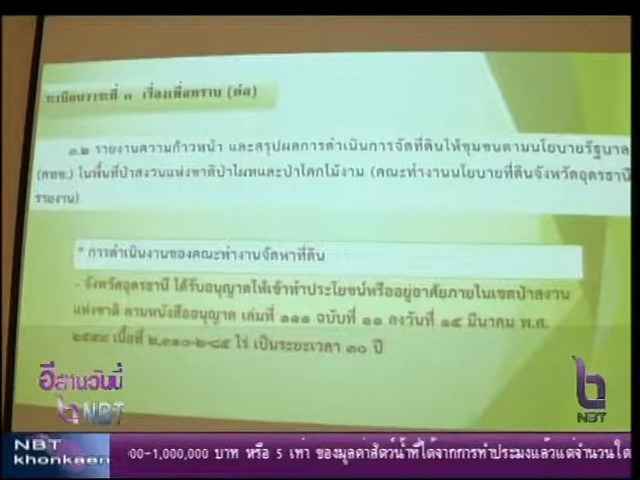 ระเบียบวาระที่ ๓ เรื่องเพื่อทราบ (ต่อ)
๓.๒ รายงานความก้าวหน้า และสรุปผลการดำเนินการจัดที่ดินให้ชุมชนตามนโยบายรัฐบาล
(คทช.) ในพื้นที่ป่าสงวนแห่งชาติป่าไผทและป่าโคกไม้งาม (คณะทำงานนโยบายที่ดินจังหวัดอุดรธานี
รายงาน)
* การดำเนินงานของคณะทำงานจัดหาที่ดิน
- จังหวัดอุดรธานี ได้รับอนุญาตให้เข้าทำประโยชน์หรืออยู่อาศัยภายในเขตป่าสงวน
แห่งชาติ ตามหนังสืออนุญาต เล่มที่ ๑๑๑ ฉบับที่ ๑๑ ลงวันที่ ๑๕ มีนาคม พ.ศ.
เนื้อที่ ๒,๓๑๐-๒-๘๕ ไร่ เป็นระยะเวลา ๓๐ ปี
อีสานวันนี้
๒ NBT
๒
NBT
NBT
khonkaen
00-1,000,000 บาท หรือ 5 เท่า ของมูลค่าสัตว์น้ำที่ได้จากการทำประมงแล้วแต่จำนวนใด